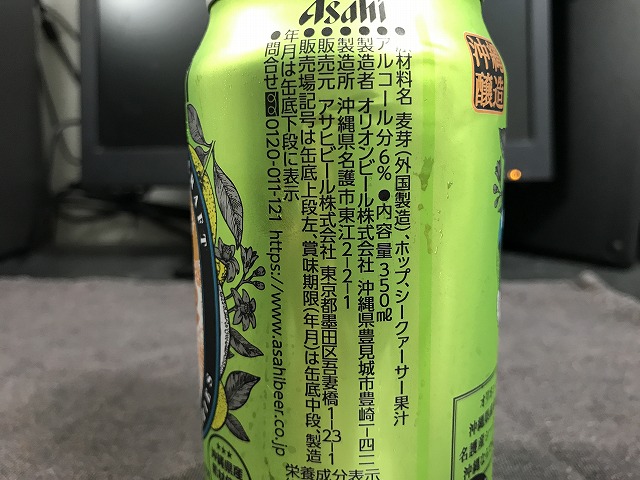 Asahi
沖縄
醸造
●原材料名 麦芽(外国製造)、ホップ、シークァーサー果汁
●アルコール分6% ●内容量350ml
●製造者 オリオンビール株式会社 沖縄県豊見城市豊崎1-411
●製造所 沖縄県名護市東江2-2-1
●販売元 アサヒビール株式会社 東京都墨田区吾妻橋1-23-1
●販売場記号は缶底上段左、賞味期限(年月)は缶底中段、製造
年月は缶底下段に表示
●問合せ 0120-011-121 https://www.asahibeer.co.jp
栄養成分表示
沖縄県産